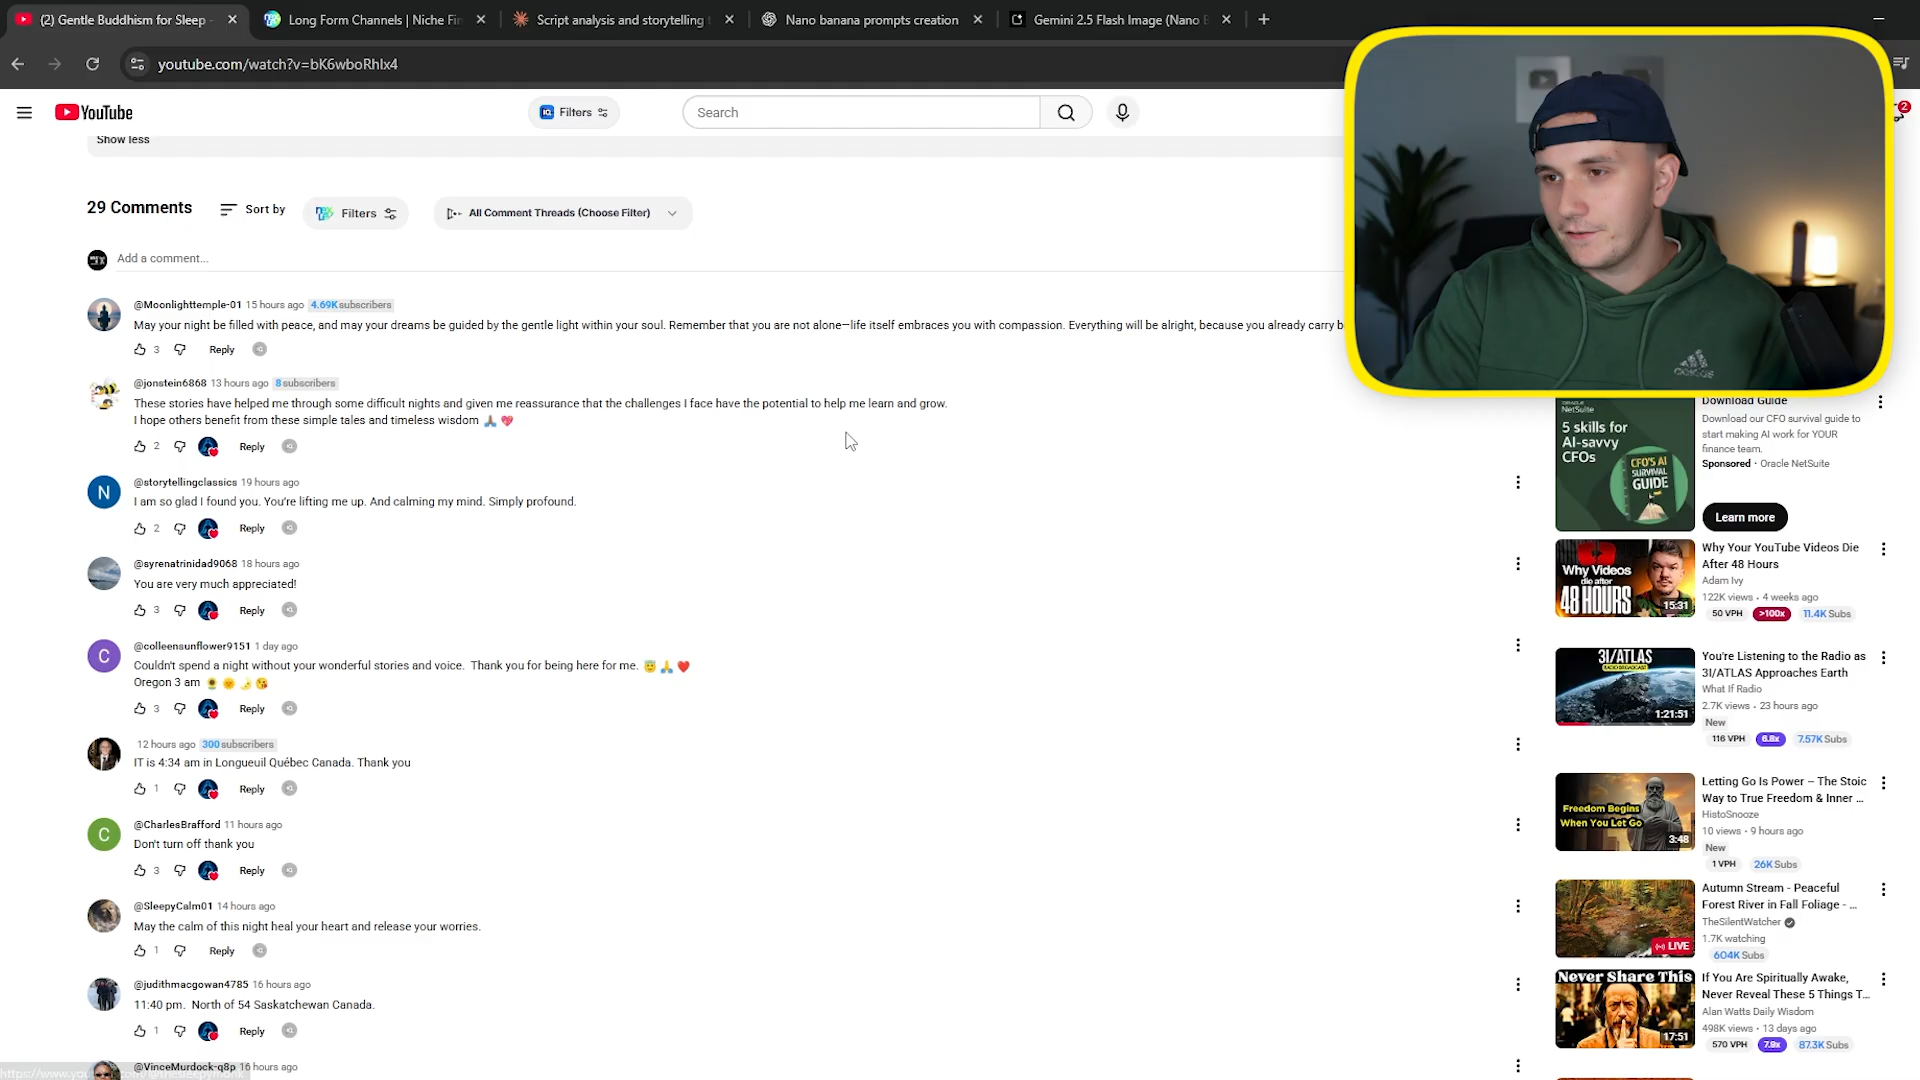 (2) Gentle Buddhism for Sleep -
Long Form Channels | Niche Fin
Script analysis and storytelling
Nano banana prompts creation
Gemini 2.5 Flash Image (Nano B
youtube.com/watch?v=bK6wboRhIx4
YouTube
Filters
Search
2
Show less
29 Comments
Sort by
Filters
All Comment Threads (Choose Filter)
Add a comment...
@Moonlighttemple-01 15 hours ago 4.69K subscribers
May your night be filled with peace, and may your dreams be guided by the gentle light within your soul. Remember that you are not alone—life itself embraces you with compassion. Everything will be alright, because you already carry b
3 Reply
@jonstein6868 13 hours ago 8 subscribers
These stories have helped me through some difficult nights and given me reassurance that the challenges I face have the potential to help me learn and grow.
I hope others benefit from these simple tales and timeless wisdom 🙏🏽 💖
2 Reply
N
@storytellingclassics 19 hours ago
I am so glad I found you. You're lifting me up. And calming my mind. Simply profound.
2 Reply
@syrenatrinidad9068 18 hours ago
You are very much appreciated!
3 Reply
C
@colleensunflower9151 1 day ago
Couldn't spend a night without your wonderful stories and voice. Thank you for being here for me. 😇 🙏 ❤️
Oregon 3 am 🌻 🌞 🌛 😘
3 Reply
12 hours ago 300 subscribers
IT is 4:34 am in Longueuil Québec Canada. Thank you
1 Reply
C
@CharlesBrafford 11 hours ago
Don't turn off thank you
3 Reply
@SleepyCalm01 14 hours ago
May the calm of this night heal your heart and release your worries.
1 Reply
@judithmacgowan4785 16 hours ago
11:40 pm. North of 54 Saskatchewan Canada.
1 Reply
@VinceMurdock-q8p 16 hours ago
adidas
ORACLE
NetSuite
5 skills for
AI-savvy
CFOs
CFO'S AI
SURVIVAL
GUIDE
Download Guide
Download our CFO survival guide to
start making AI work for YOUR
finance team.
Sponsored · Oracle NetSuite
Learn more
Why Videos
die after
48 HOURS
15:31
Why Your YouTube Videos Die
After 48 Hours
Adam Ivy
122K views · 4 weeks ago
50 VPH >100x 11.4K Subs
3I/ATLAS
RADIO BROADCAST
1:21:51
You're Listening to the Radio as
3I/ATLAS Approaches Earth
What If Radio
2.7K views · 23 hours ago
New
116 VPH 6.8x 7.57K Subs
Freedom Begins
When You Let Go
3:48
Letting Go Is Power – The Stoic
Way to True Freedom & Inner ...
HistoSnooze
10 views · 9 hours ago
New
1 VPH 26K Subs
LIVE
Autumn Stream - Peaceful
Forest River in Fall Foliage - ...
TheSilentWatcher
1.7K watching
604K Subs
Never Share This
17:51
If You Are Spiritually Awake,
Never Reveal These 5 Things T...
Alan Watts Daily Wisdom
498K views · 13 days ago
570 VPH 7.9x 87.3K Subs